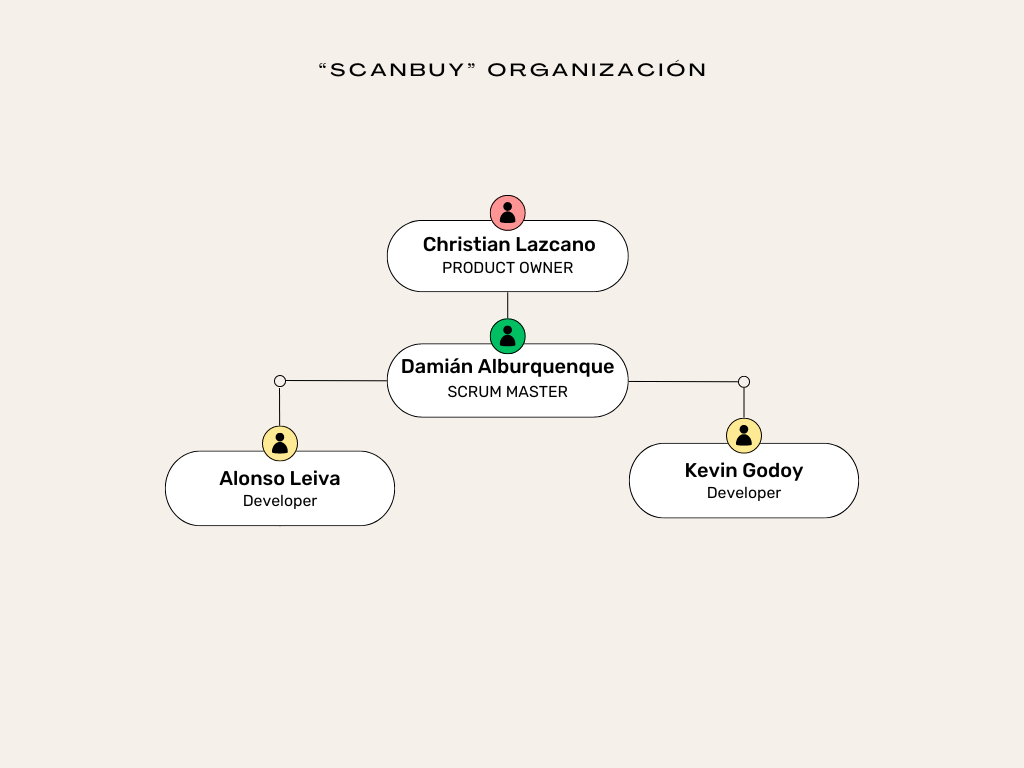 “SCANBUY” ORGANIZACIÓN
Christian Lazcano
PRODUCT OWNER
Damián Alburquenque
SCRUM MASTER
Alonso Leiva
Developer
Kevin Godoy
Developer